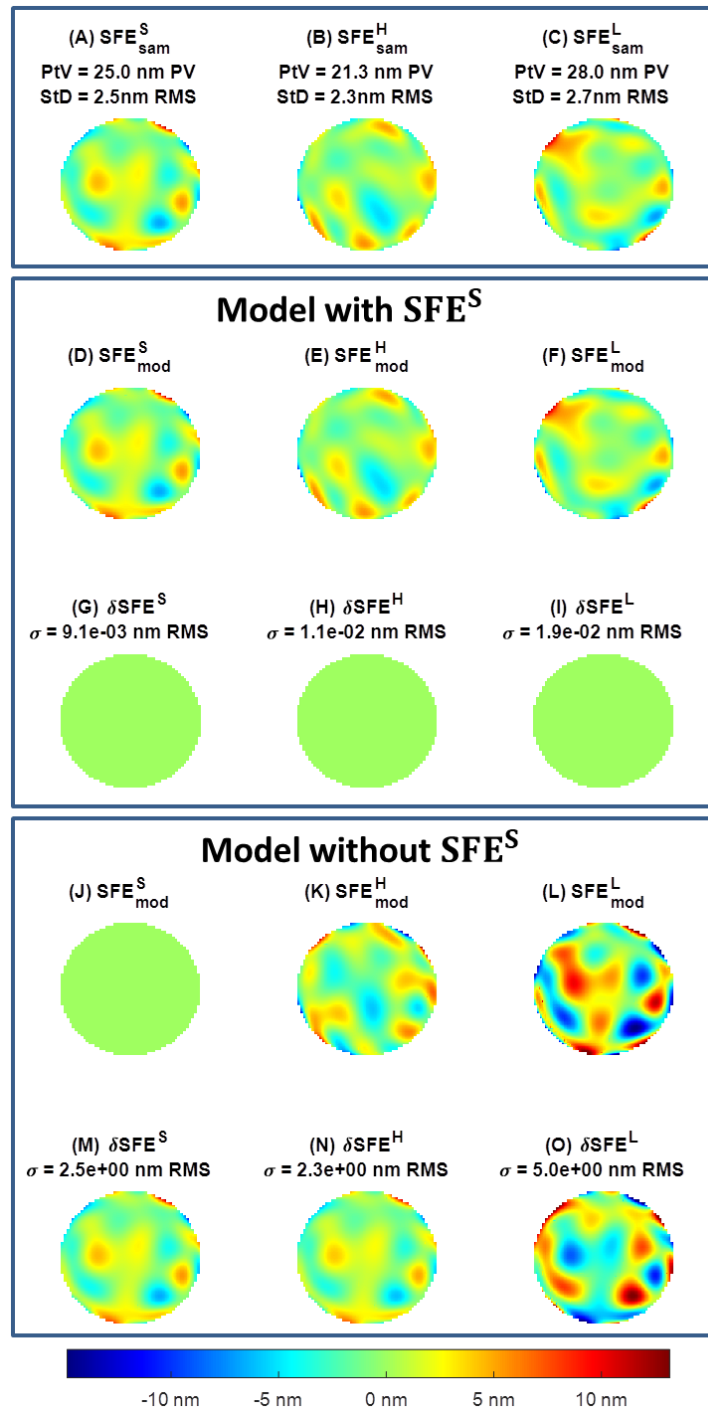 (A) SFE^S_sam (B) SFE^H_sam (C) SFE^L_sam
PtV = 25.0 nm PV PtV = 21.3 nm PV PtV = 28.0 nm PV
StD = 2.5nm RMS StD = 2.3nm RMS StD = 2.7nm RMS
Model with SFE^S
(D) SFE^S_mod (E) SFE^H_mod (F) SFE^L_mod
(G) δSFE^S (H) δSFE^H (I) δSFE^L
σ = 9.1e-03 nm RMS σ = 1.1e-02 nm RMS σ = 1.9e-02 nm RMS
Model without SFE^S
(J) SFE^S_mod (K) SFE^H_mod (L) SFE^L_mod
(M) δSFE^S (N) δSFE^H (O) δSFE^L
σ = 2.5e+00 nm RMS σ = 2.3e+00 nm RMS σ = 5.0e+00 nm RMS
-10 nm -5 nm 0 nm 5 nm 10 nm